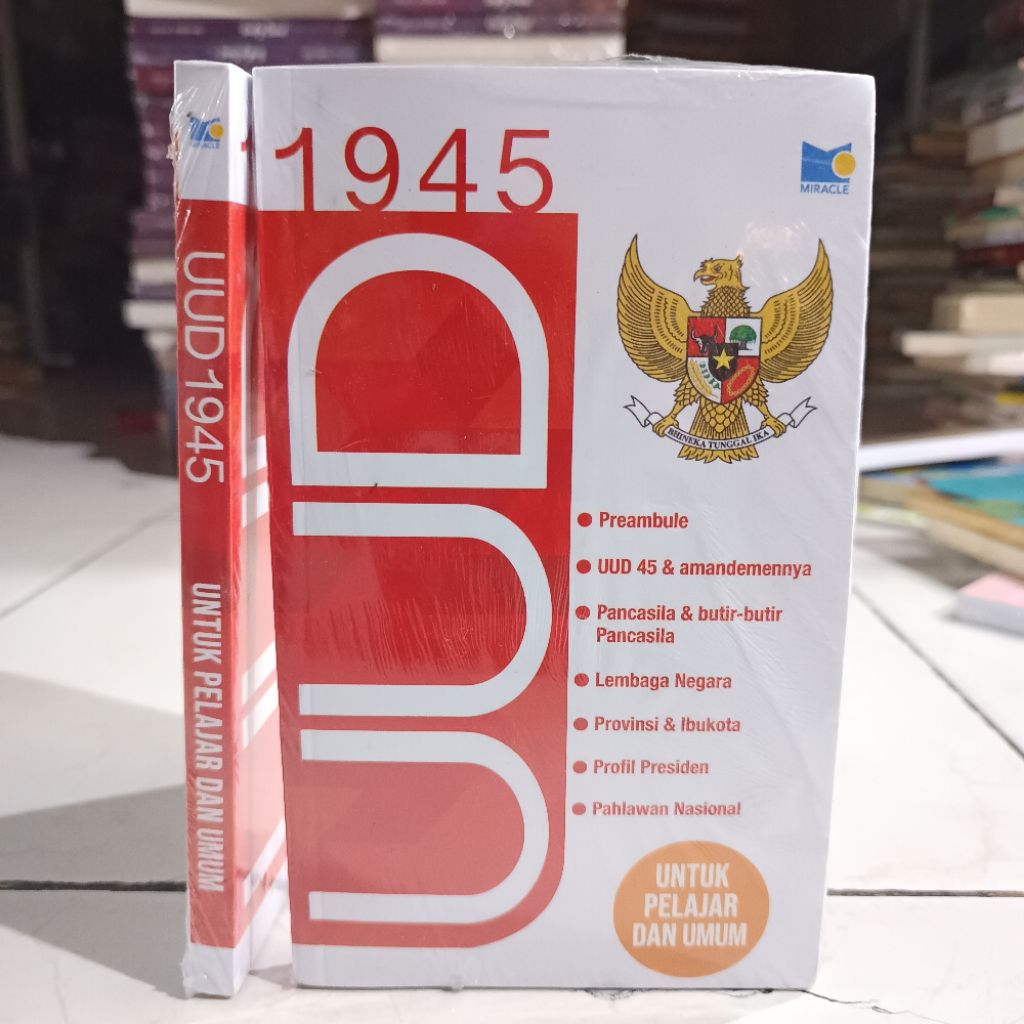 MIRACLE
UUD 1945
UNTUK PELAJAR DAN UMUM
1945
UUD
MIRACLE
BHINEKA TUNGGAL IKA
Preambule
UUD 45 & amandemennya
Pancasila & butir-butir
Pancasila
Lembaga Negara
Provinsi & Ibukota
Profil Presiden
Pahlawan Nasional
UNTUK
PELAJAR
DAN UMUM